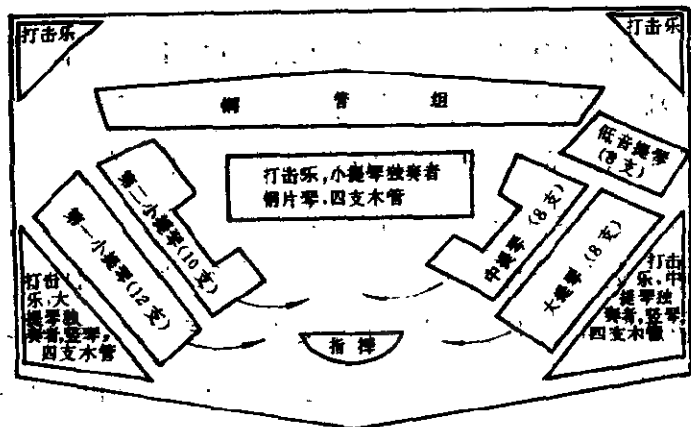 打击乐
打击乐
铜管组
低音提琴
(8支)
打击乐,小提琴独奏者
钢片琴,四支木管
第二小提琴(10支)
第一小提琴(12支)
中提琴(8支)
大提琴(8支)
打击
乐,大
提琴独
奏者,竖琴,
四支木管
打击
乐,中
提琴独
奏者,竖琴,
四支木管
指挥